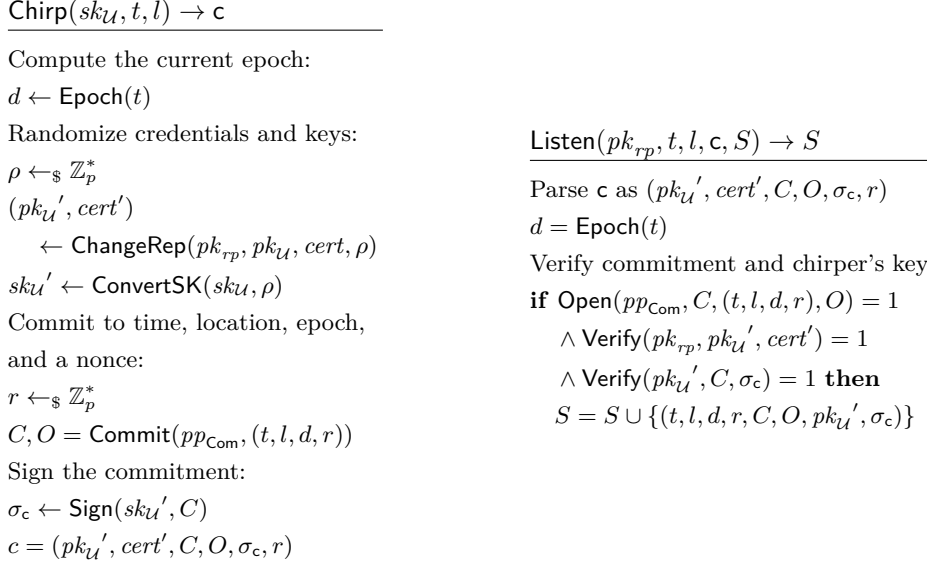 Chirp(sk_𝒰, t, l) → c
Compute the current epoch:
d ← Epoch(t)
Randomize credentials and keys:
ρ ←_$ ℤ_p^*
(pk_𝒰′, cert′)
← ChangeRep(pk_rp, pk_𝒰, cert, ρ)
sk_𝒰′ ← ConvertSK(sk_𝒰, ρ)
Commit to time, location, epoch,
and a nonce:
r ←_$ ℤ_p^*
C, O = Commit(pp_Com, (t, l, d, r))
Sign the commitment:
σ_c ← Sign(sk_𝒰′, C)
c = (pk_𝒰′, cert′, C, O, σ_c, r)
Listen(pk_rp, t, l, c, S) → S
Parse c as (pk_𝒰′, cert′, C, O, σ_c, r)
d = Epoch(t)
Verify commitment and chirper's key
if Open(pp_Com, C, (t, l, d, r), O) = 1
∧ Verify(pk_rp, pk_𝒰′, cert′) = 1
∧ Verify(pk_𝒰′, C, σ_c) = 1 then
S = S ∪ {(t, l, d, r, C, O, pk_𝒰′, σ_c)}